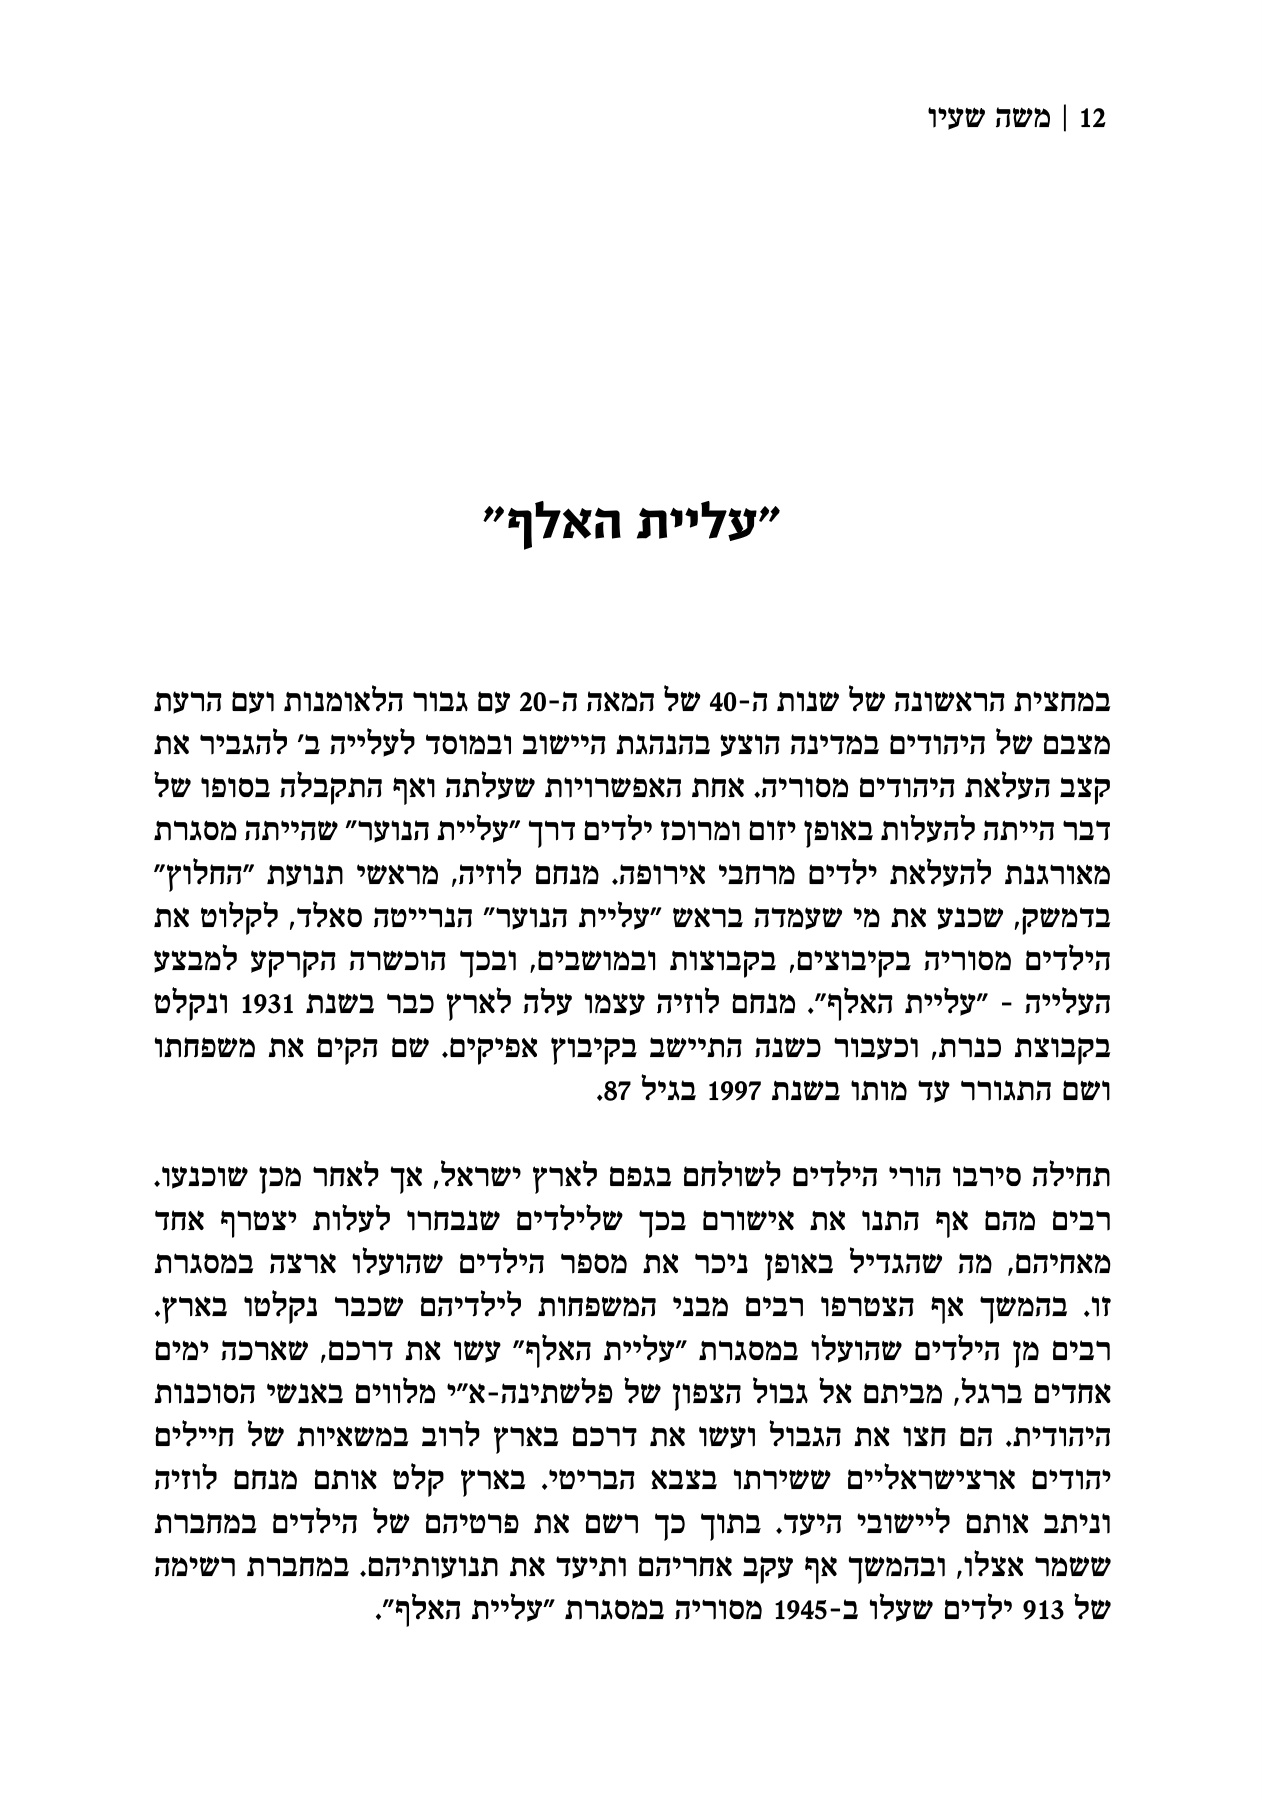 12 | משה שעיו
"עליית האלף"
במחצית הראשונה של שנות ה-40 של המאה ה-20 עם גבור הלאומנות ועם הרעת
מצבם של היהודים במדינה הוצע בהנהגת היישוב ובמוסד לעלייה ב' להגביר את
קצב העלאת היהודים מסוריה. אחת האפשרויות שעלתה ואף התקבלה בסופו של
דבר הייתה להעלות באופן יזום ומרוכז ילדים דרך "עליית הנוער" שהייתה מסגרת
מאורגנת להעלאת ילדים מרחבי אירופה. מנחם לוזיה, מראשי תנועת "החלוץ"
בדמשק, שכנע את מי שעמדה בראש "עליית הנוער" הנרייטה סאלד, לקלוט את
הילדים מסוריה בקיבוצים, בקבוצות ובמושבים, ובכך הוכשרה הקרקע למבצע
העלייה - "עליית האלף". מנחם לוזיה עצמו עלה לארץ כבר בשנת 1931 ונקלט
בקבוצת כנרת, וכעבור כשנה התיישב בקיבוץ אפיקים. שם הקים את משפחתו
ושם התגורר עד מותו בשנת 1997 בגיל 87.
תחילה סירבו הורי הילדים לשולחם בגפם לארץ ישראל, אך לאחר מכן שוכנעו.
רבים מהם אף התנו את אישורם בכך שלילדים שנבחרו לעלות יצטרף אחד
מאחיהם, מה שהגדיל באופן ניכר את מספר הילדים שהועלו ארצה במסגרת
זו. בהמשך אף הצטרפו רבים מבני המשפחות לילדיהם שכבר נקלטו בארץ.
רבים מן הילדים שהועלו במסגרת "עליית האלף" עשו את דרכם, שארכה ימים
אחדים ברגל, מביתם אל גבול הצפון של פלשתינה-א"י מלווים באנשי הסוכנות
היהודית. הם חצו את הגבול ועשו את דרכם בארץ לרוב במשאיות של חיילים
יהודים ארצישראליים ששירתו בצבא הבריטי. בארץ קלט אותם מנחם לוזיה
וניתב אותם ליישובי היעד. בתוך כך רשם את פרטיהם של הילדים במחברת
ששמר אצלו, ובהמשך אף עקב אחריהם ותיעד את תנועותיהם. במחברת רשימה
של 913 ילדים שעלו ב-1945 מסוריה במסגרת "עליית האלף".